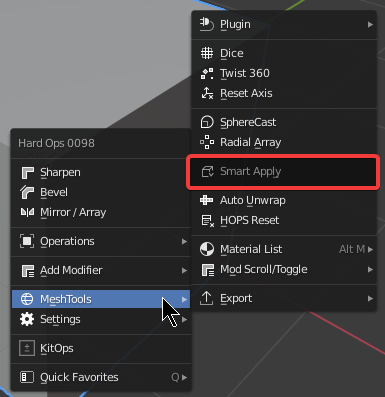 Hard Ops 0098
Sharpen
Bevel
Mirror / Array
Operations
Add Modifier
MeshTools
Settings
KitOps
Quick Favorites Q
Plugin
Dice
Twist 360
Reset Axis
SphereCast
Radial Array
Smart Apply
Auto Unwrap
HOPS Reset
Material List Alt M
Mod Scroll/Toggle
Export